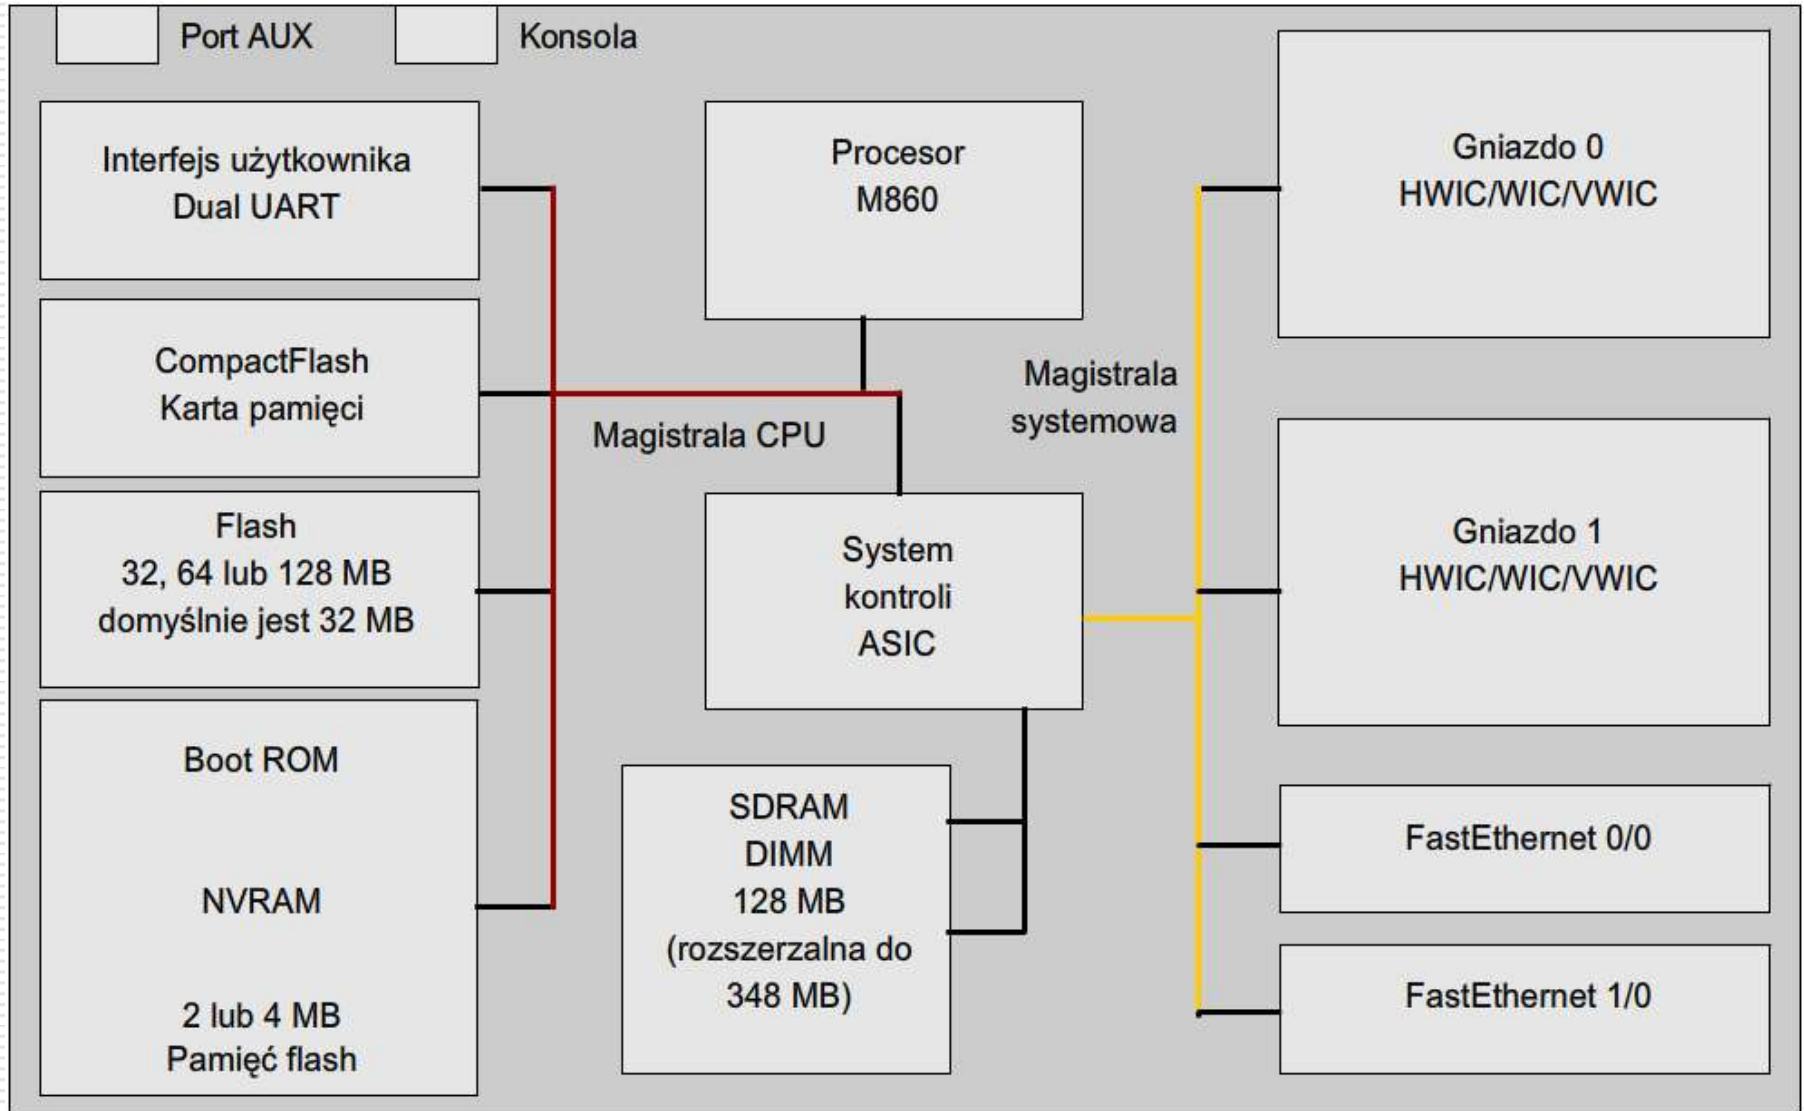 Port AUX
Konsola
Interfejs użytkownika
Dual UART
CompactFlash
Karta pamięci
Flash
32, 64 lub 128 MB
domyślnie jest 32 MB
Boot ROM
NVRAM
2 lub 4 MB
Pamięć flash
Procesor
M860
Magistrala CPU
Magistrala
systemowa
System
kontroli
ASIC
SDRAM
DIMM
128 MB
(rozszerzalna do
348 MB)
Gniazdo 0
HWIC/WIC/VWIC
Gniazdo 1
HWIC/WIC/VWIC
FastEthernet 0/0
FastEthernet 1/0